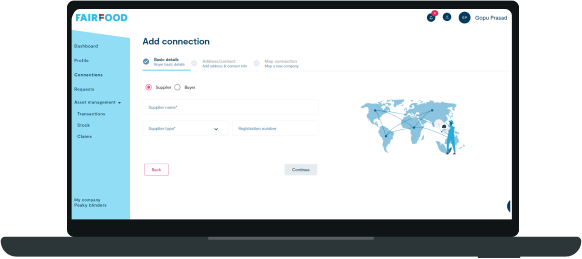 FAIRFOOD
Gopu Prasad
Dashboard
Profile
Connections
Requests
Asset management
Transactions
Stock
Claims
My company
Peaky blinders
Add connection
Basic details
Buyer basic details
Address/contact
Add address & contact info
Map connection
Map a new company
Supplier
Buyer
Supplier name*
Supplier type*
Registration number
Back
Continue